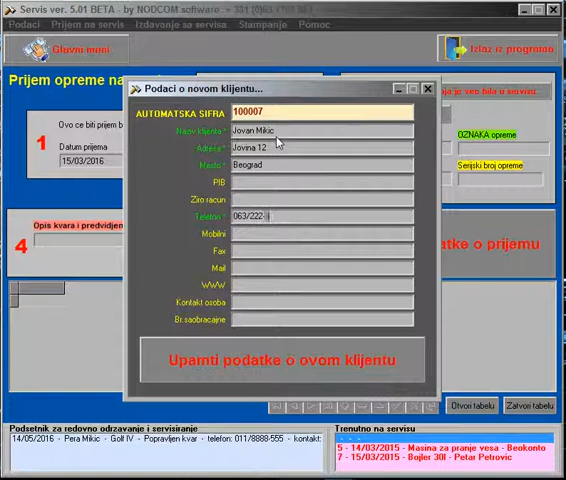 Servis ver. 5.01 BETA - by NODCOM software :
Podaci Prijem na servis Izdavanje sa servisa Stampanje Pomoc
Glavni meni
Izlaz iz programa
Prijem opreme na
1
Ovo ce biti prijem b
Datum prijema
15/03/2016
ja je vec bila u servisu
OZNAKA opreme
Serijski broj opreme
4
Opis kvara i predvidjen
tke o prijemu
Podaci o novom klijentu...
AUTOMATSKA SIFRA 100007
Naziv klijenta * Jovan Mikic
Adresa * Jovina 12
Mesto * Beograd
PIB
Ziro racun
Telefon * 063/222-
Mobilni
Fax
Mail
WWW
Kontakt osoba
Br.saobracajne
Upamti podatke o ovom klijentu
Otvori tabelu
Zatvori tabelu
Podsetnik za redovno odrzavanje i servisiranje
14/05/2016 - Pera Mikic - Golf IV - Popravljen kvar - telefon: 011/8888-555 - kontakt:
Trenutno na servisu
- - -
5 - 14/03/2015 - Masina za pranje vesa - Beokonto
7 - 15/03/2015 - Bojler 30l - Petar Petrovic